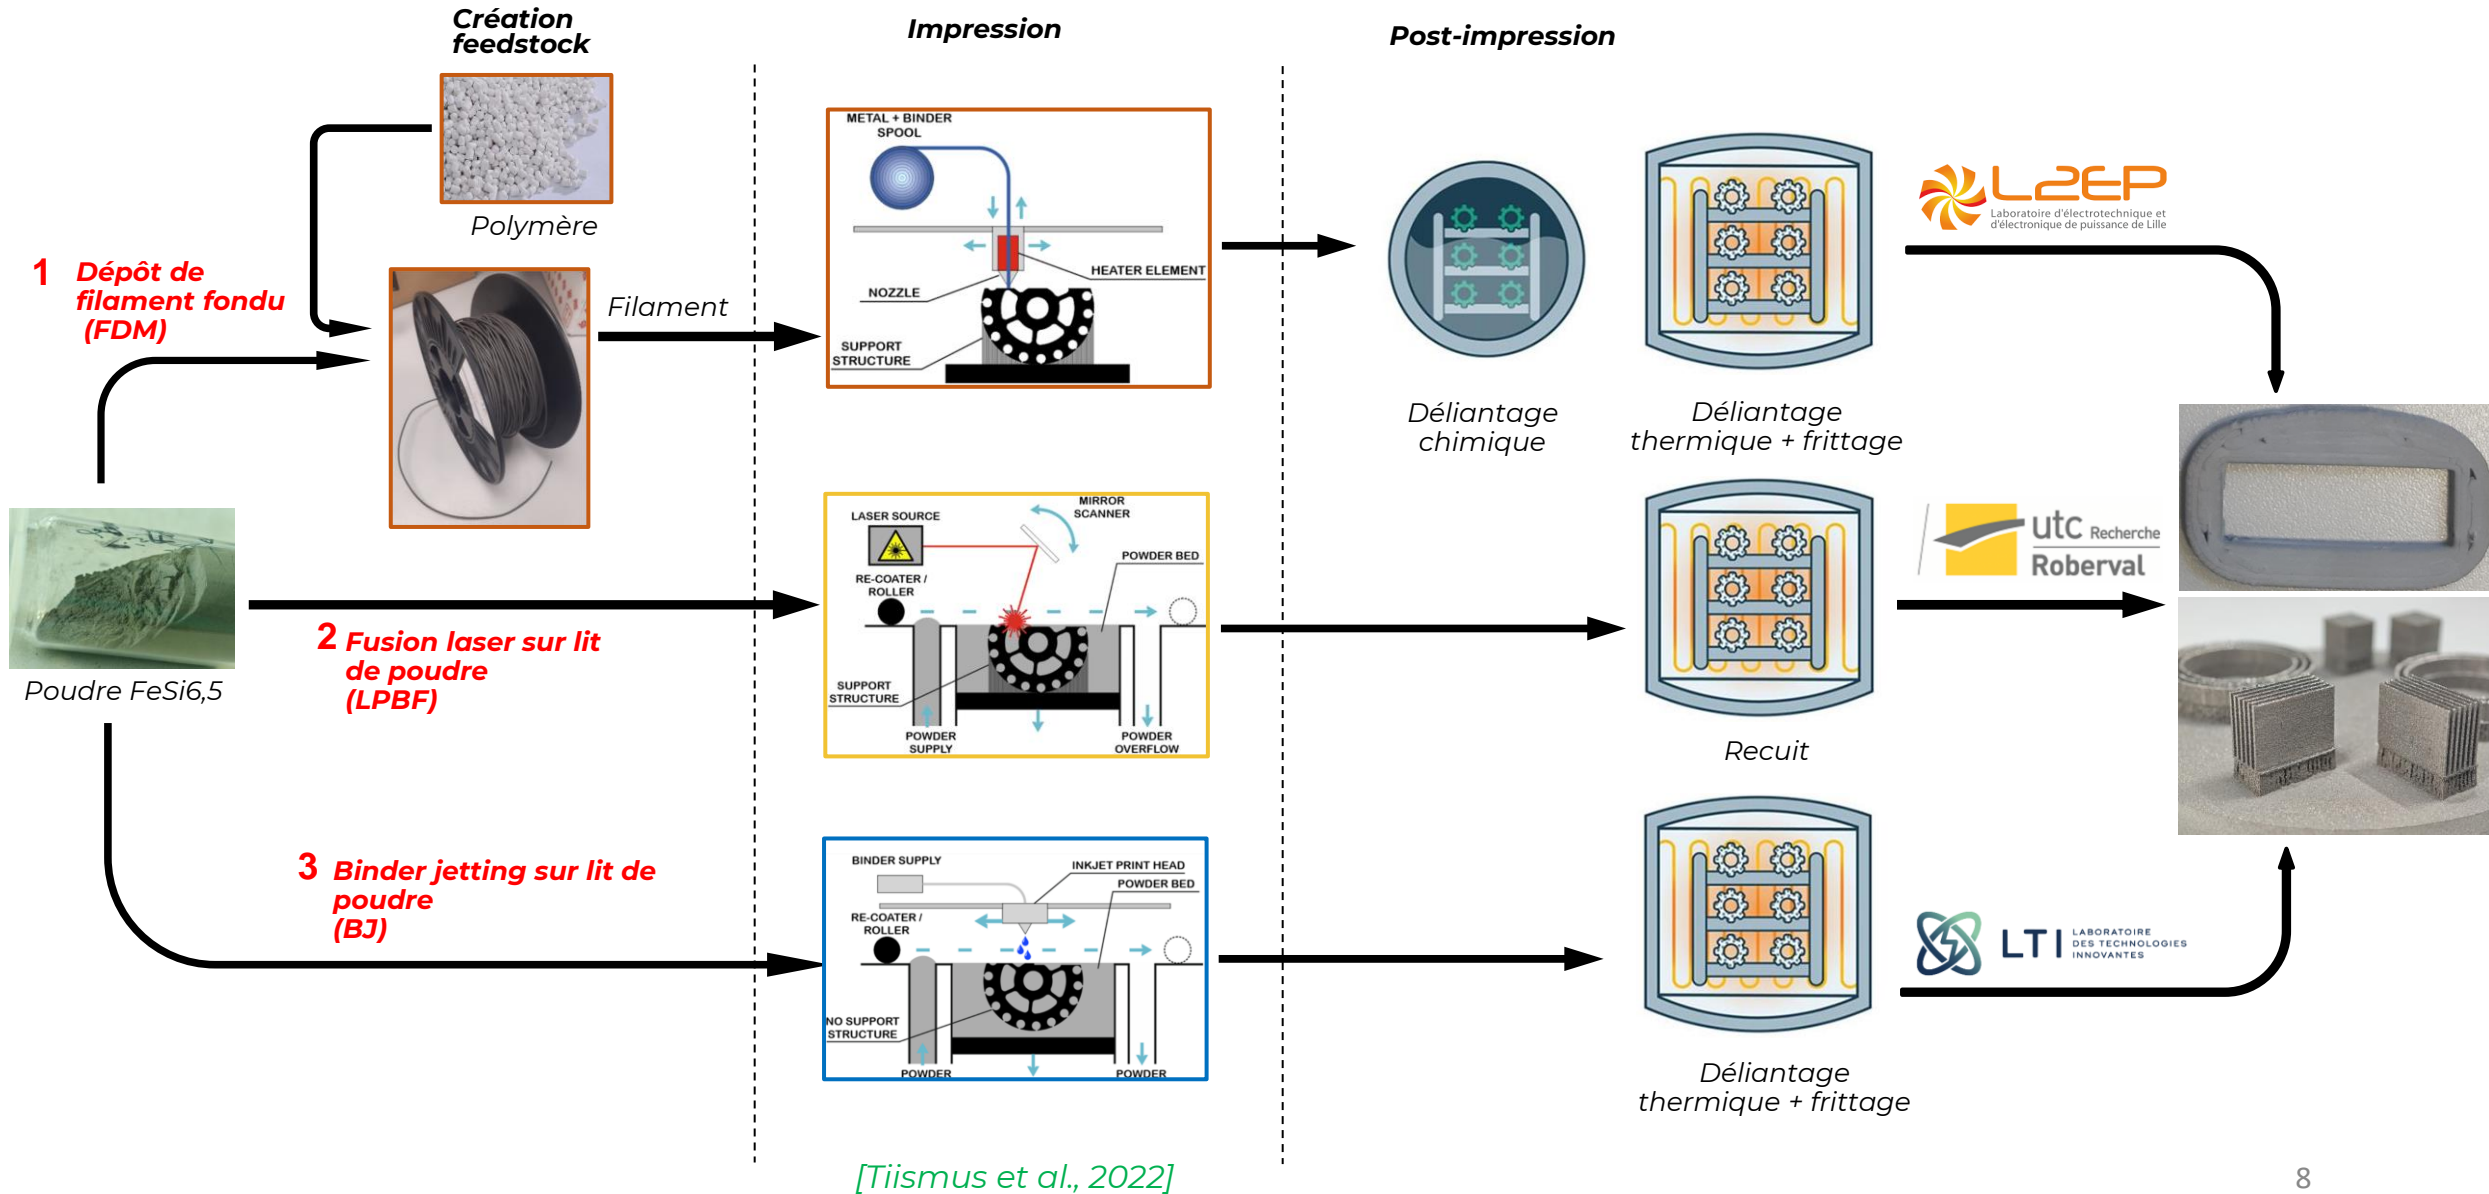 Création
feedstock
Impression
Post-impression
Polymère
1 Dépôt de
filament fondu
(FDM)
Filament
METAL + BINDER
SPOOL
HEATER ELEMENT
NOZZLE
SUPPORT
STRUCTURE
Déliantage
chimique
Déliantage
thermique + frittage
L2EP
Laboratoire d'électrotechnique et
d'électronique de puissance de Lille
Poudre FeSi6,5
2 Fusion laser sur lit
de poudre
(LPBF)
MIRROR
SCANNER
LASER SOURCE
POWDER BED
RE-COATER /
ROLLER
SUPPORT
STRUCTURE
POWDER
SUPPLY
POWDER
OVERFLOW
Recuit
utc Recherche
Roberval
3 Binder jetting sur lit de
poudre
(BJ)
BINDER SUPPLY
INKJET PRINT HEAD
POWDER BED
RE-COATER /
ROLLER
NO SUPPORT
STRUCTURE
POWDER
POWDER
Déliantage
thermique + frittage
LTI
LABORATOIRE
DES TECHNOLOGIES
INNOVANTES
[Tiismus et al., 2022]
8